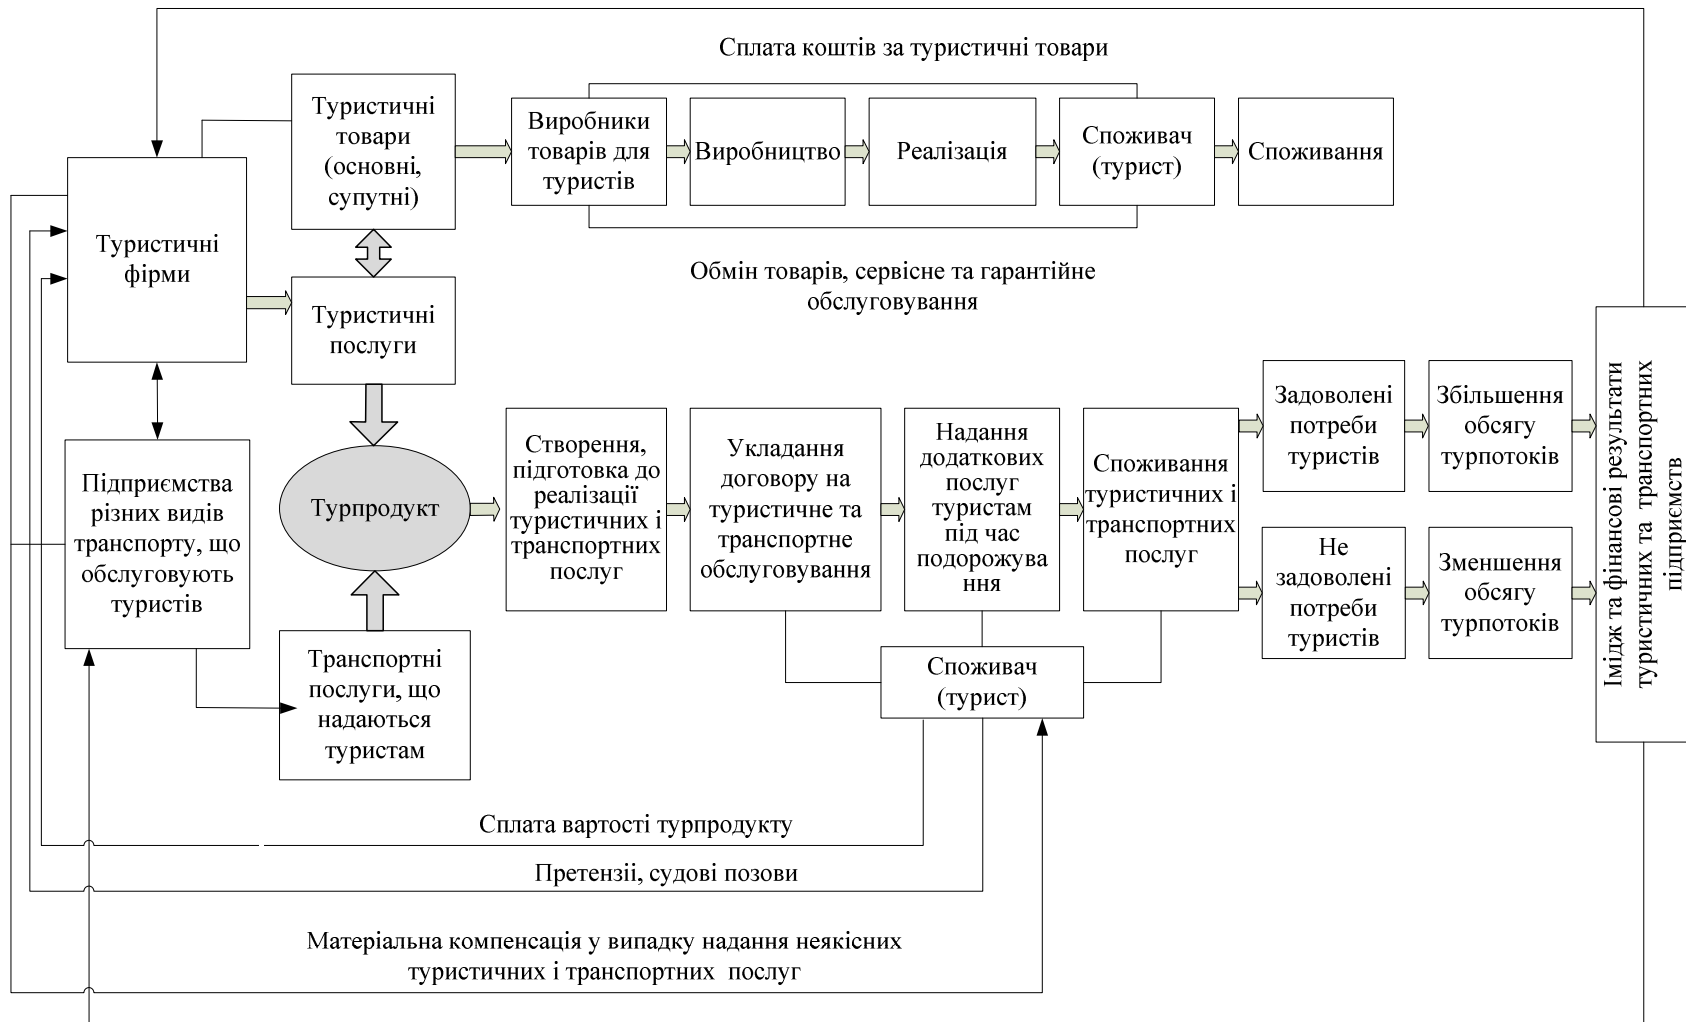 Сплата коштів за туристичні товари
Туристичні
товари
(основні,
супутні)
Виробники
товарів для
туристів
Виробництво
Реалізація
Споживач
(турист)
Споживання
Туристичні
фірми
Обмін товарів, сервісне та гарантійне
обслуговування
Туристичні
послуги
Підприємства
різних видів
транспорту, що
обслуговують
туристів
Турпродукт
Створення,
підготовка до
реалізації
туристичних і
транспортних
послуг
Укладання
договору на
туристичне та
транспортне
обслуговування
Надання
додаткових
послуг
туристам
під час
подорожува
ння
Споживання
туристичних і
транспортних
послуг
Задоволені
потреби
туристів
Збільшення
обсягу
турпотоків
Не
задоволені
потреби
туристів
Зменшення
обсягу
турпотоків
Імідж та фінансові результати
туристичних та транспортних
підприємств
Транспортні
послуги, що
надаються
туристам
Споживач
(турист)
Сплата вартості турпродукту
Претензії, судові позови
Матеріальна компенсація у випадку надання неякісних
туристичних і транспортних послуг